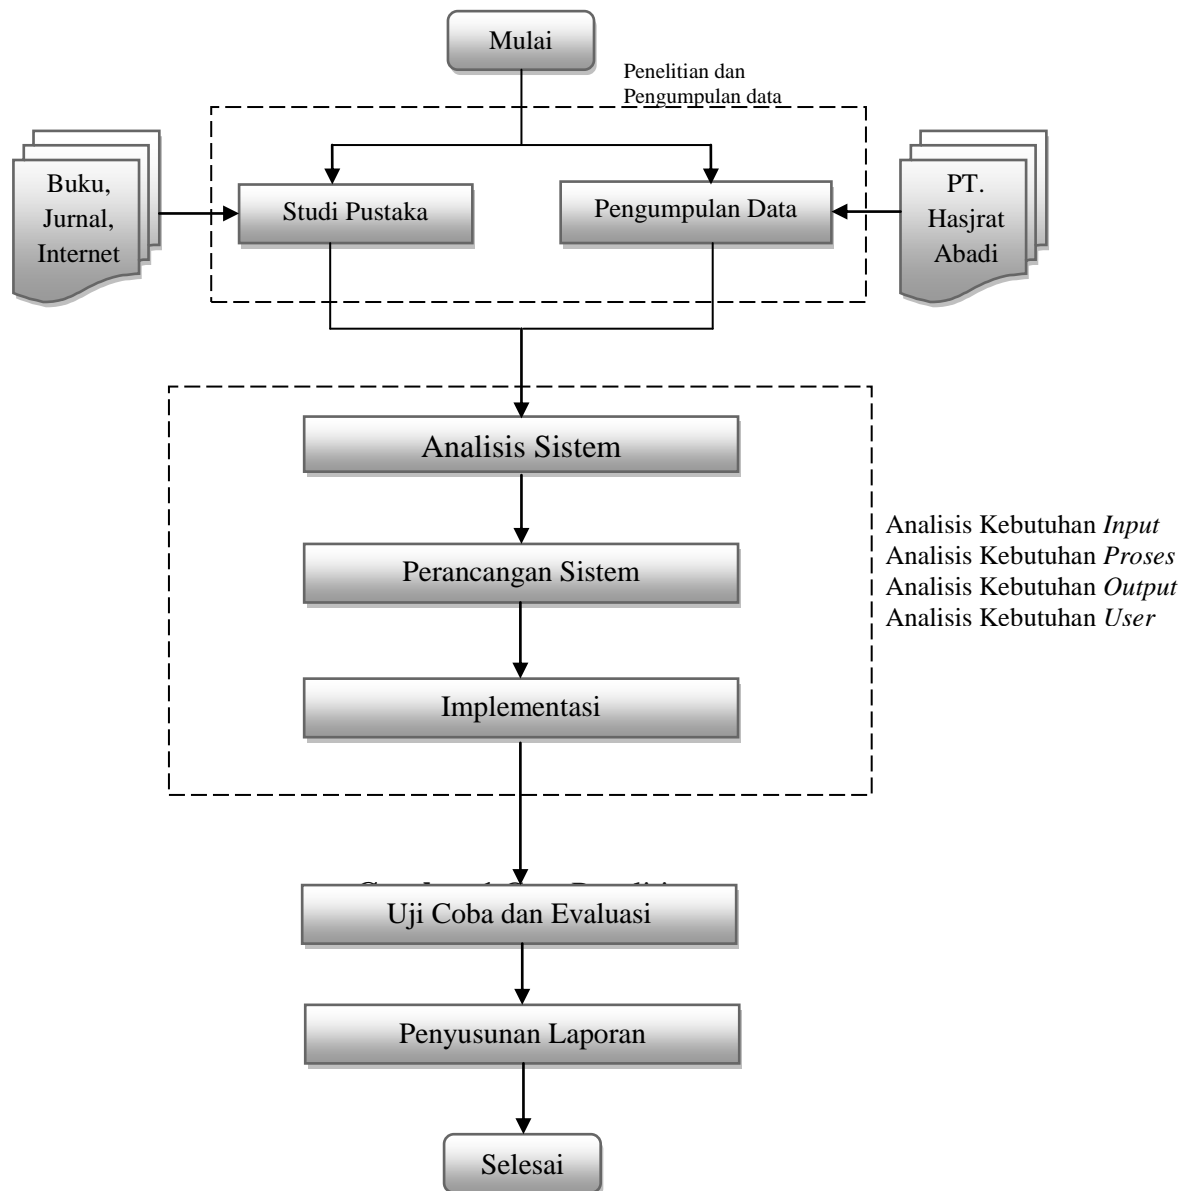 Mulai
Penelitian dan
Pengumpulan data
Buku,
Jurnal,
Internet
Studi Pustaka
Pengumpulan Data
PT.
Hasjrat
Abadi
Analisis Sistem
Perancangan Sistem
Implementasi
Analisis Kebutuhan Input
Analisis Kebutuhan Proses
Analisis Kebutuhan Output
Analisis Kebutuhan User
Uji Coba dan Evaluasi
Penyusunan Laporan
Selesai